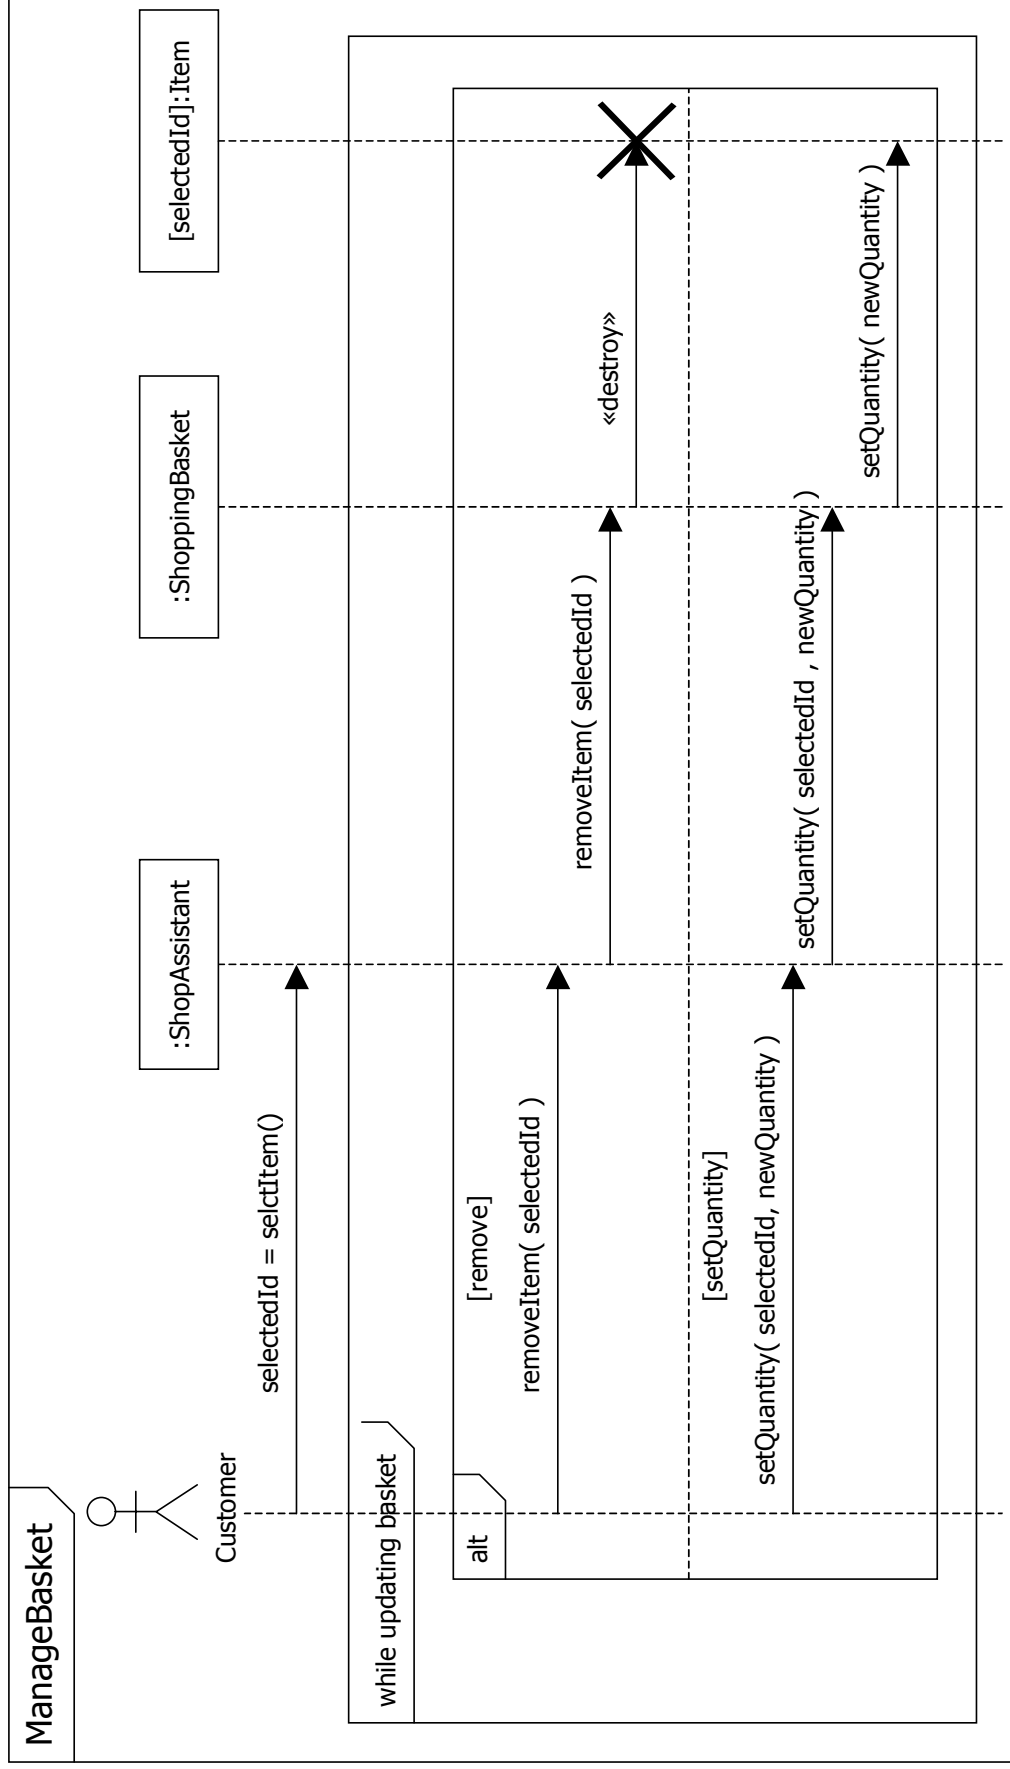 ManageBasket
Customer
:ShopAssistant
:ShoppingBasket
[selectedId]:Item
selectedId = selctItem()
while updating basket
alt
[remove]
removeItem( selectedId )
removeItem( selectedId )
«destroy»
[setQuantity]
setQuantity( selectedId, newQuantity )
setQuantity( selectedId , newQuantity )
setQuantity( newQuantity )